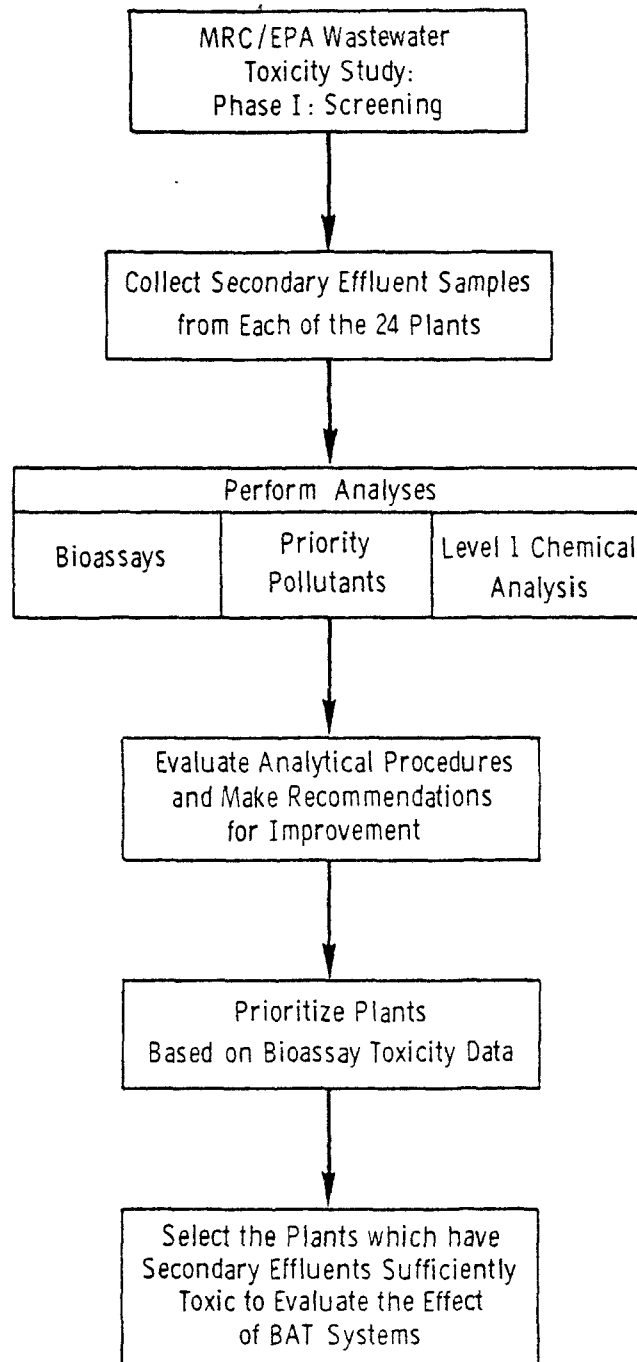 MRC/EPA Wastewater
Toxicity Study:
Phase I: Screening
Collect Secondary Effluent Samples
from Each of the 24 Plants
Perform Analyses
Bioassays
Priority
Pollutants
Level 1 Chemical
Analysis
Evaluate Analytical Procedures
and Make Recommendations
for Improvement
Prioritize Plants
Based on Bioassay Toxicity Data
Select the Plants which have
Secondary Effluents Sufficiently
Toxic to Evaluate the Effect
of BAT Systems